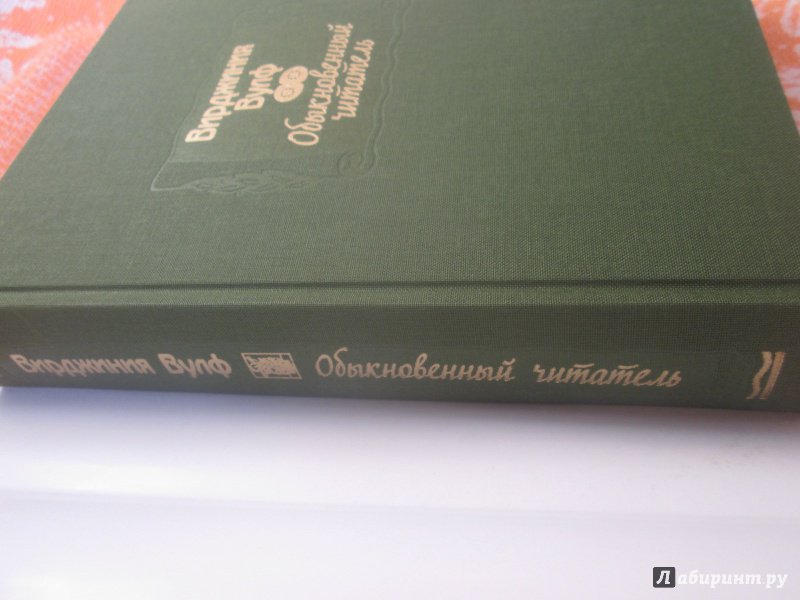 Вирджиния
Вулф
Обыкновенный
читатель
Вирджиния Вулф Обыкновенный читатель
Лабиринт.ру